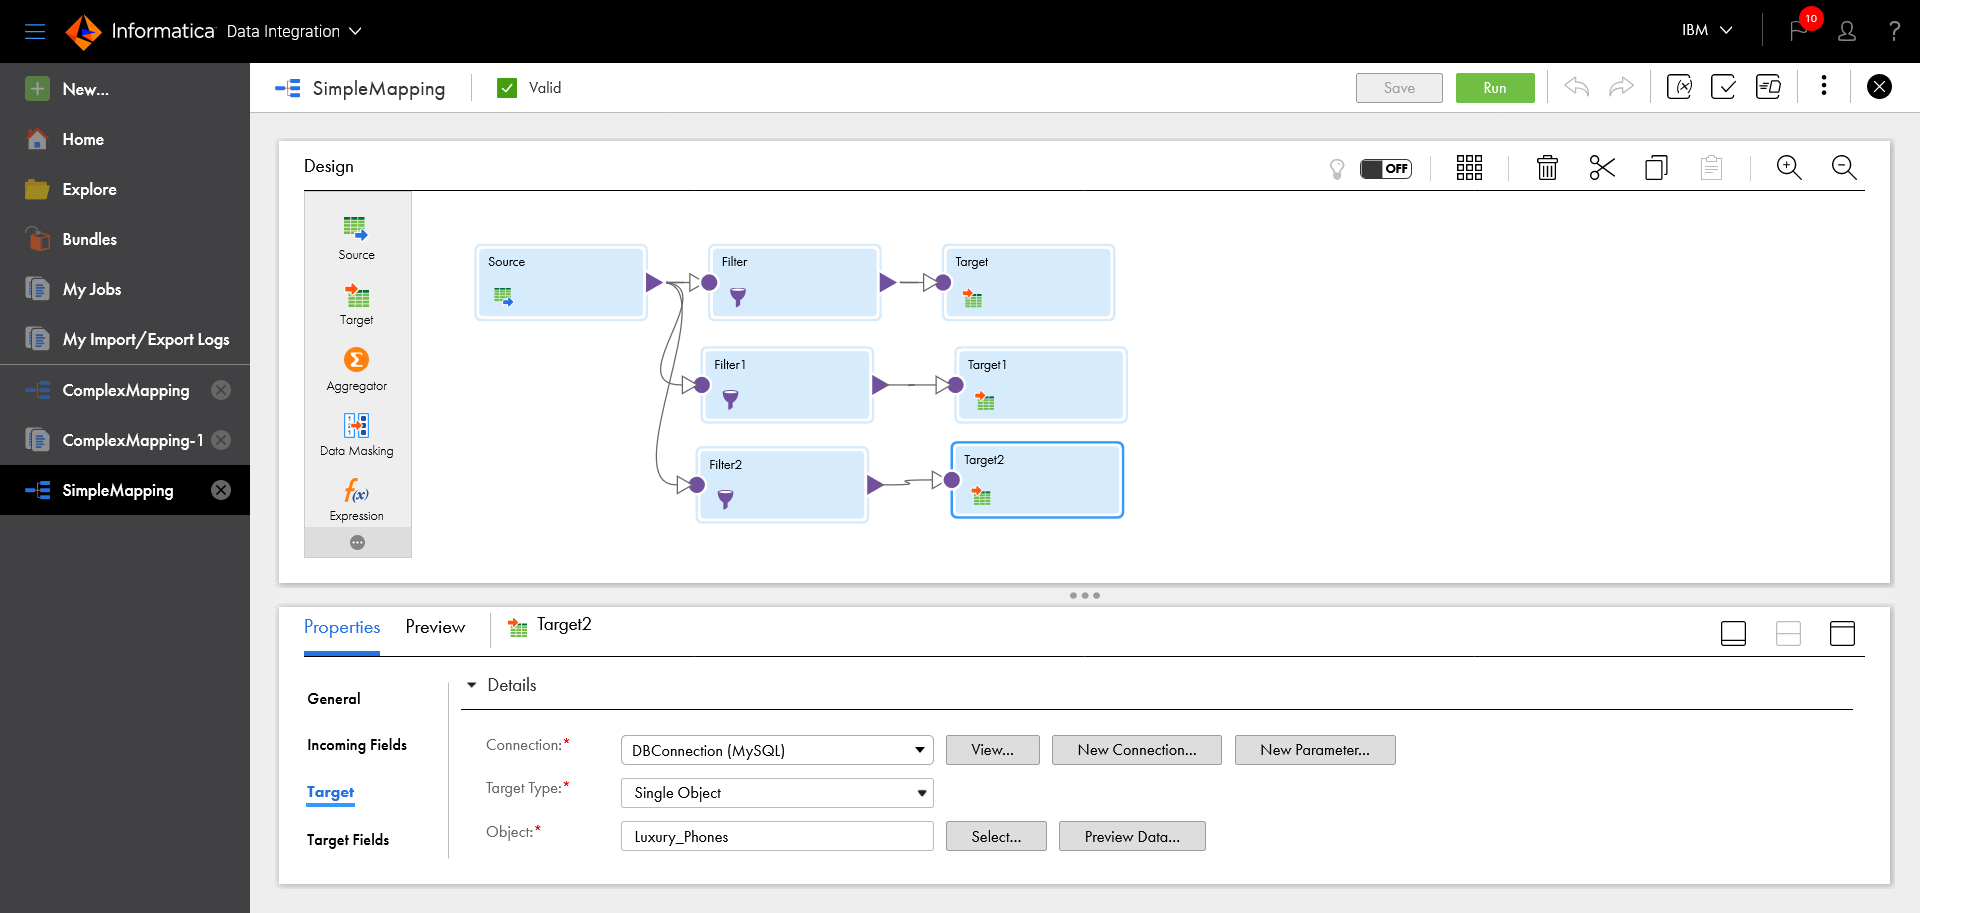 Informatica Data Integration
IBM
10
?
New...
Home
Explore
Bundles
My Jobs
My Import/Export Logs
ComplexMapping
ComplexMapping-1
SimpleMapping
SimpleMapping
Valid
Save
Run
Design
OFF
Source
Target
Aggregator
Data Masking
f(x)
Expression
Source
Filter
Target
Filter1
Target1
Filter2
Target2
Properties
Preview
Target2
General
Incoming Fields
Target
Target Fields
Details
Connection:*
DBConnection (MySQL)
View...
New Connection...
New Parameter...
Target Type:*
Single Object
Object:*
Luxury_Phones
Select...
Preview Data...